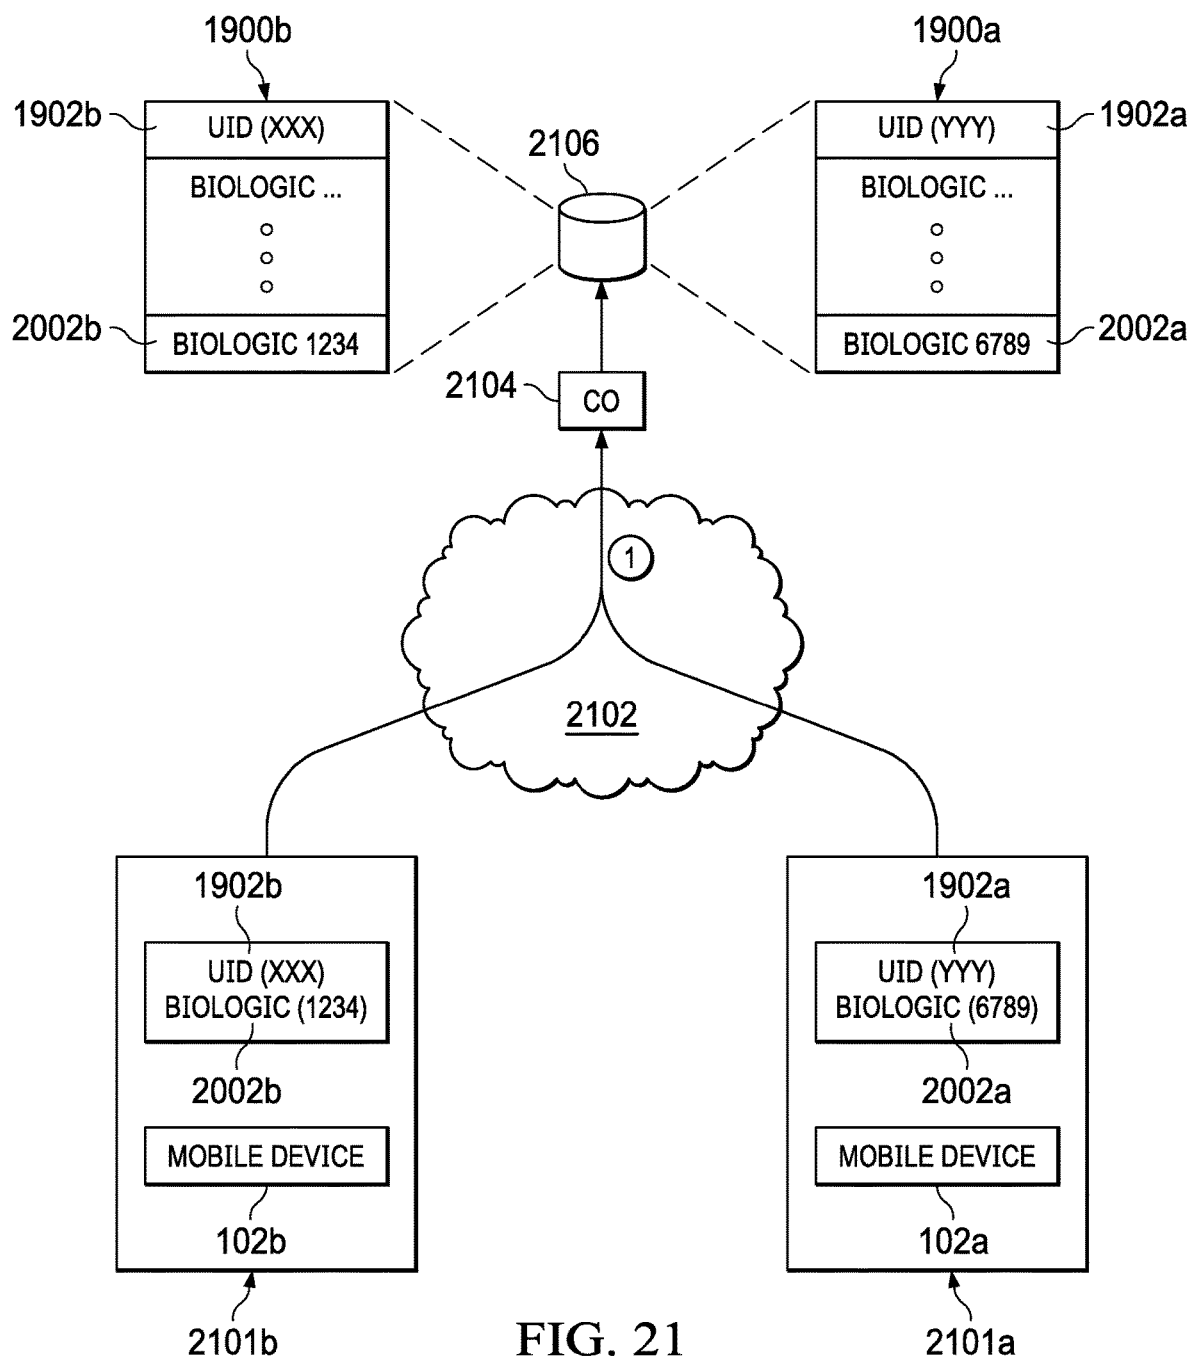 1900b
1900a
1902b
UID (XXX)
UID (YYY)
1902a
2106
BIOLOGIC ...
BIOLOGIC ...
2002b
BIOLOGIC 1234
BIOLOGIC 6789
2002a
2104
CO
1
2102
1902b
1902a
UID (XXX)
BIOLOGIC (1234)
UID (YYY)
BIOLOGIC (6789)
2002b
2002a
MOBILE DEVICE
MOBILE DEVICE
102b
102a
2101b
FIG. 21
2101a